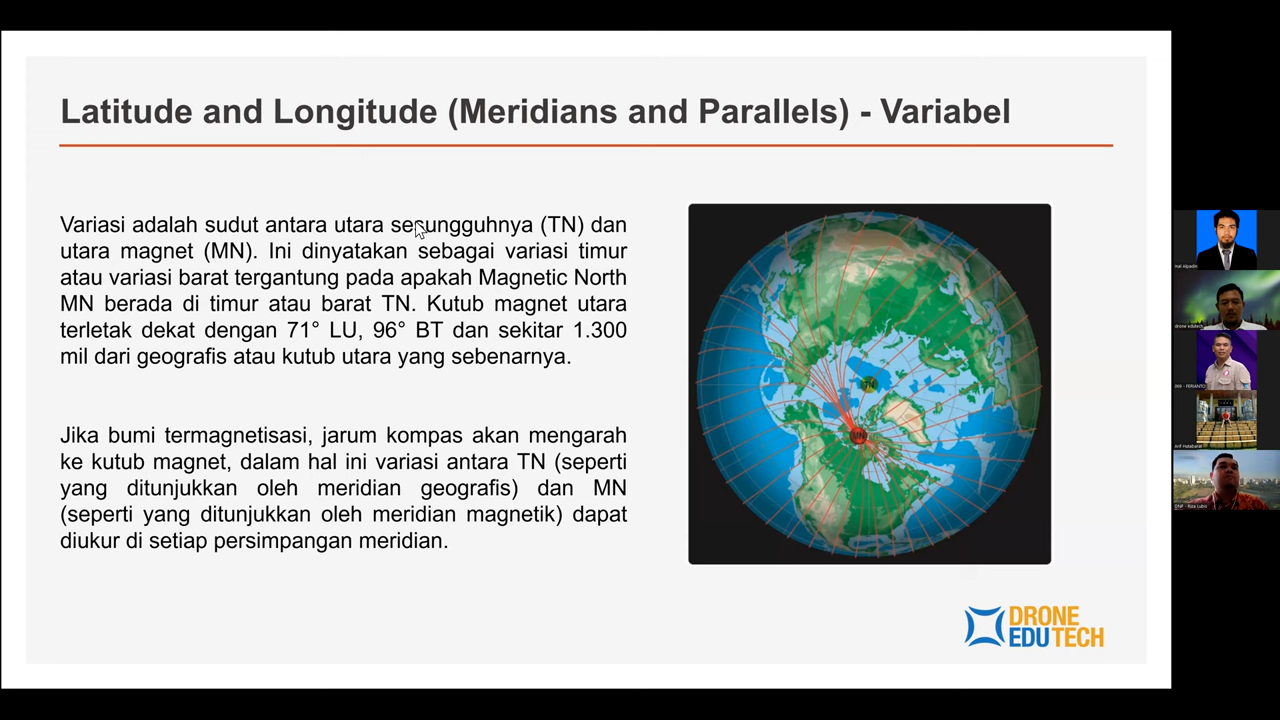 Latitude and Longitude (Meridians and Parallels) - Variabel
Variasi adalah sudut antara utara sesungguhnya (TN) dan
utara magnet (MN). Ini dinyatakan sebagai variasi timur
atau variasi barat tergantung pada apakah Magnetic North
MN berada di timur atau barat TN. Kutub magnet utara
terletak dekat dengan 71° LU, 96° BT dan sekitar 1.300
mil dari geografis atau kutub utara yang sebenarnya.
Jika bumi termagnetisasi, jarum kompas akan mengarah
ke kutub magnet, dalam hal ini variasi antara TN (seperti
yang ditunjukkan oleh meridian geografis) dan MN
(seperti yang ditunjukkan oleh meridian magnetik) dapat
diukur di setiap persimpangan meridian.
TN
MN
DRONE
EDUTECH
drone edutech